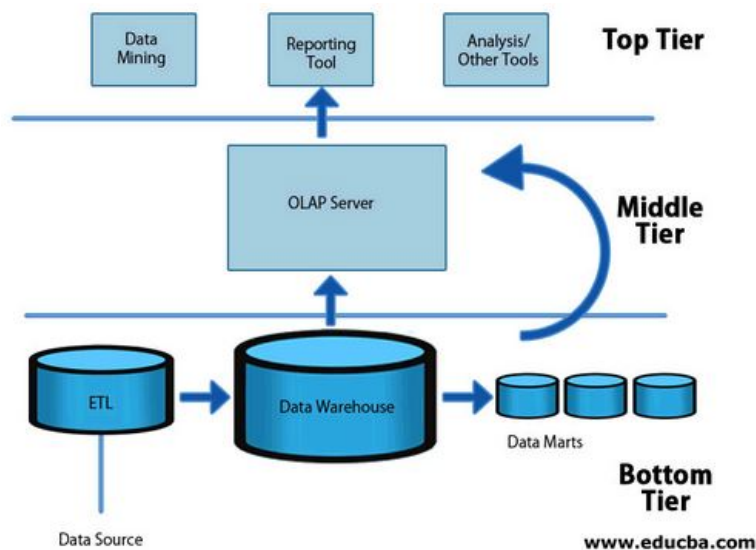 Data
Mining
Reporting
Tool
Analysis/
Other Tools
Top Tier
OLAP Server
Middle
Tier
ETL
Data Warehouse
Data Marts
Bottom
Tier
Data Source
www.educba.com